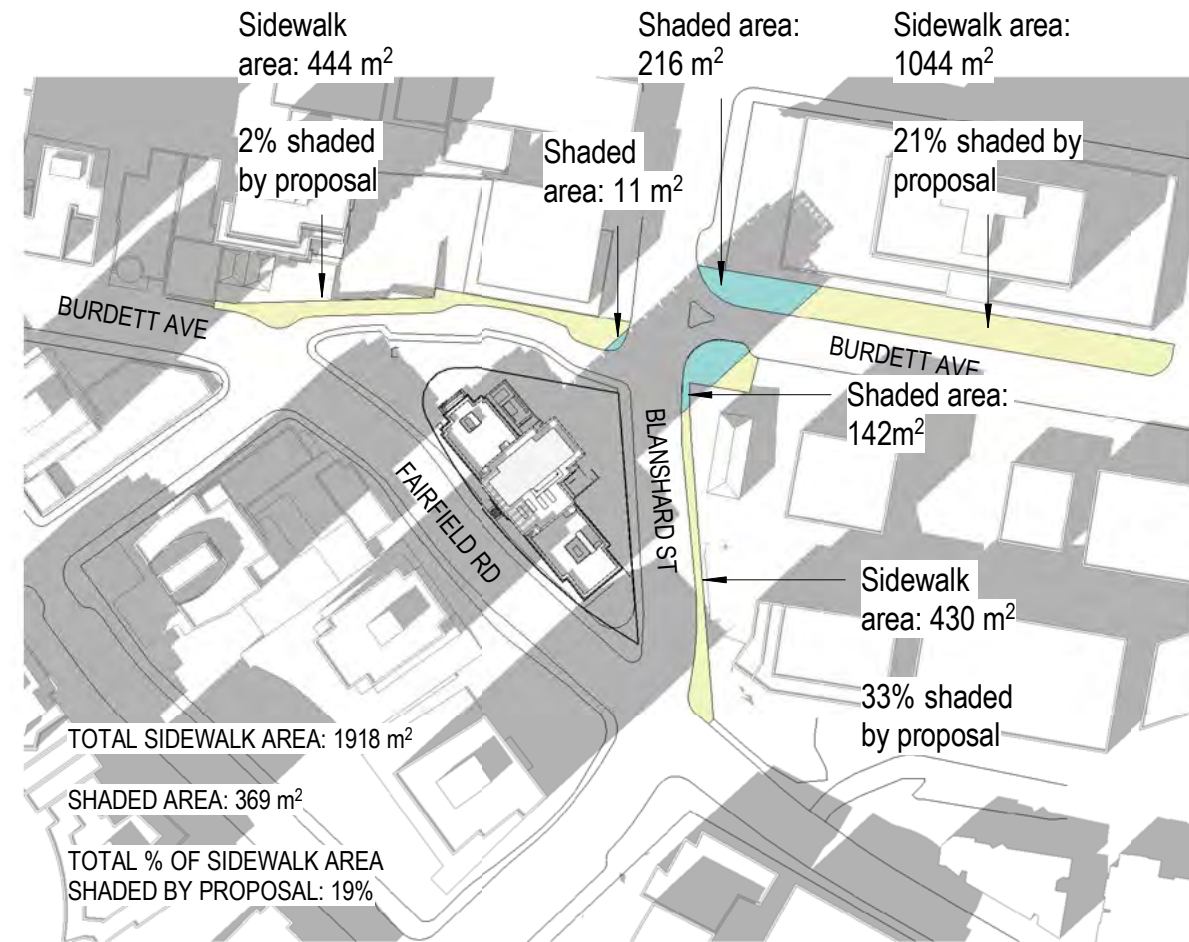 Sidewalk
area: 444 m²
2% shaded
by proposal
Shaded
area: 11 m²
Shaded area:
216 m²
Sidewalk area:
1044 m²
21% shaded by
proposal
BURDETT AVE
BURDETT AVE
Shaded area:
142m²
BLANSHARD ST
FAIRFIELD RD
Sidewalk
area: 430 m²
33% shaded
by proposal
TOTAL SIDEWALK AREA: 1918 m²
SHADED AREA: 369 m²
TOTAL % OF SIDEWALK AREA
SHADED BY PROPOSAL: 19%